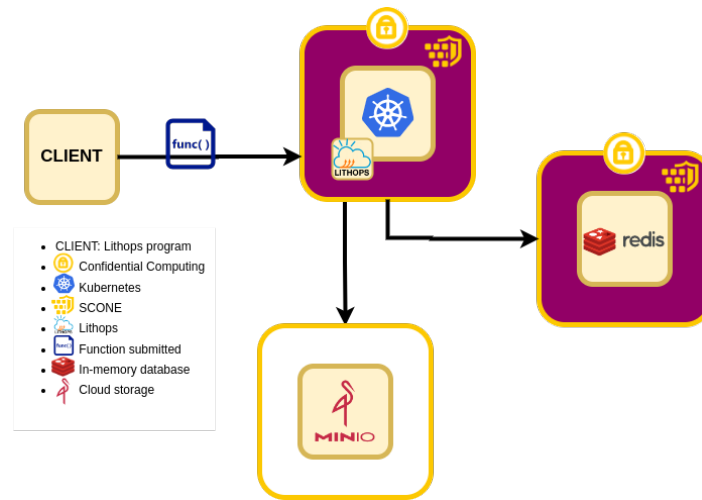 CLIENT
func( )
LITHOPS
redis
MINIO
CLIENT: Lithops program
Confidential Computing
Kubernetes
SCONE
Lithops
Function submitted
In-memory database
Cloud storage